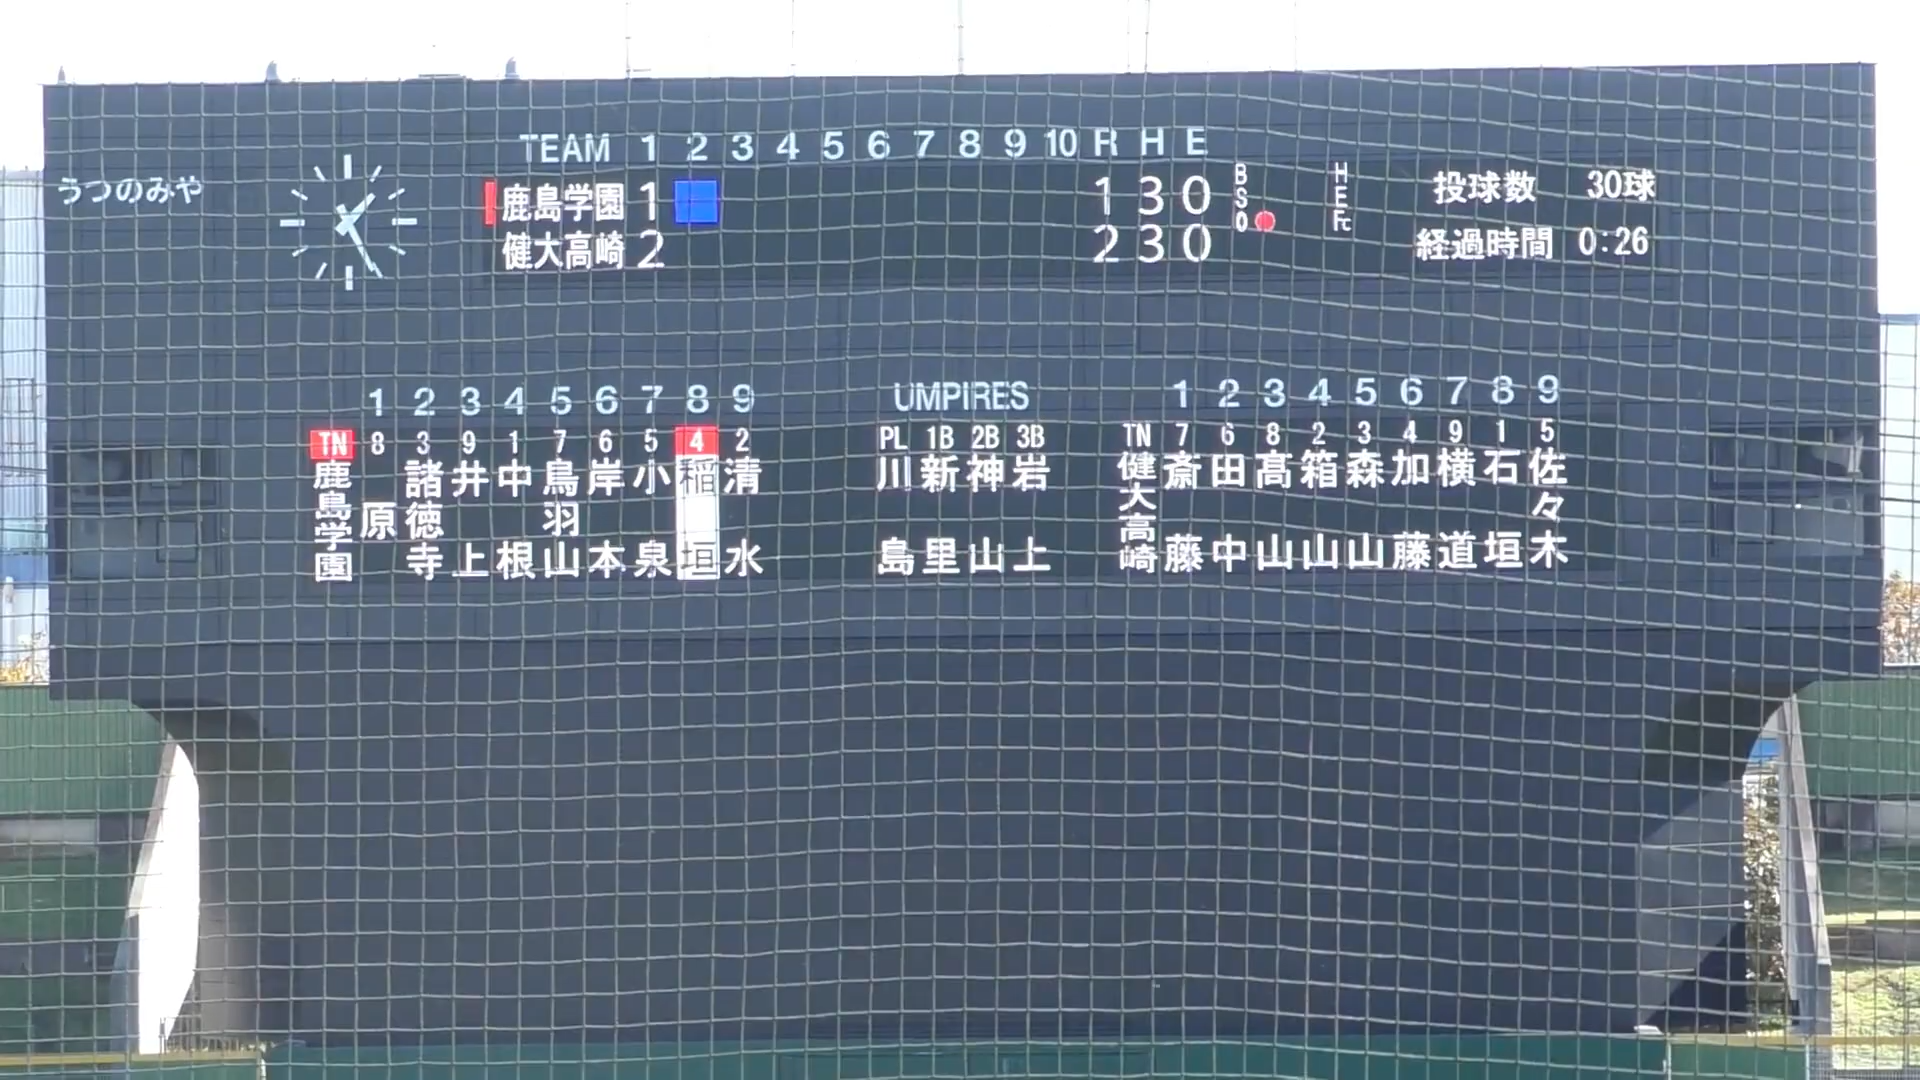 うつのみや
TEAM 1 2 3 4 5 6 7 8 9 10 R H E
鹿島学園 1 1 3 0
健大高崎 2 2 3 0
B
S
O
H
E
Fc
投球数 30球
経過時間 0:26
1 2 3 4 5 6 7 8 9
TN 8 3 9 1 7 6 5 4 2
鹿島学園
原
諸徳寺
井上
中根
鳥羽山
岸本
小泉
稲垣
清水
UMPIRES
PL 1B 2B 3B
川島
新里
神山
岩上
1 2 3 4 5 6 7 8 9
TN 7 6 8 2 3 4 9 1 5
健大高崎
斎藤
田中
髙山
箱山
森山
加藤
横道
石垣
佐々木